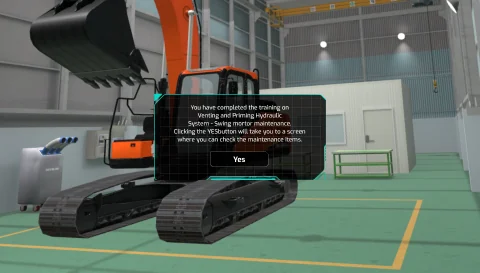 You have completed the training on
Venting and Priming Hydraulic
System - Swing mortor maintenance.
Clicking the YESbutton will take you to a screen
where you can check the maintenance items.
Yes